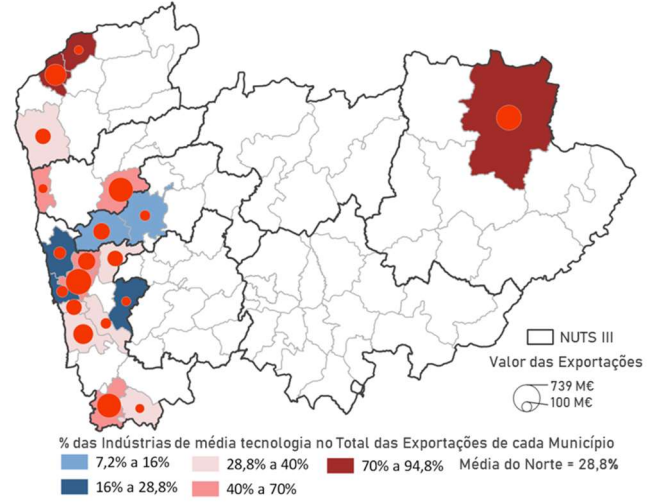 NUTS III
Valor das Exportações
739 M€
100 M€
% das Indústrias de média tecnologia no Total das Exportações de cada Município
7,2% a 16%
28,8% a 40%
70% a 94,8%
Média do Norte = 28,8%
16% a 28,8%
40% a 70%